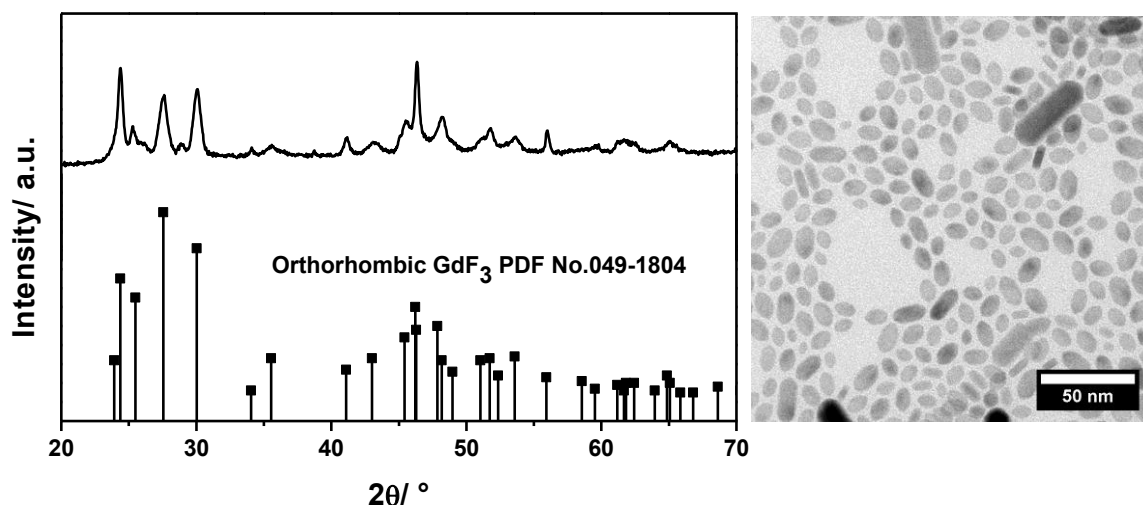 Intensity/ a.u.
Orthorhombic GdF₃ PDF No.049-1804
20 30 40 50 60 70
2θ/ °
50 nm